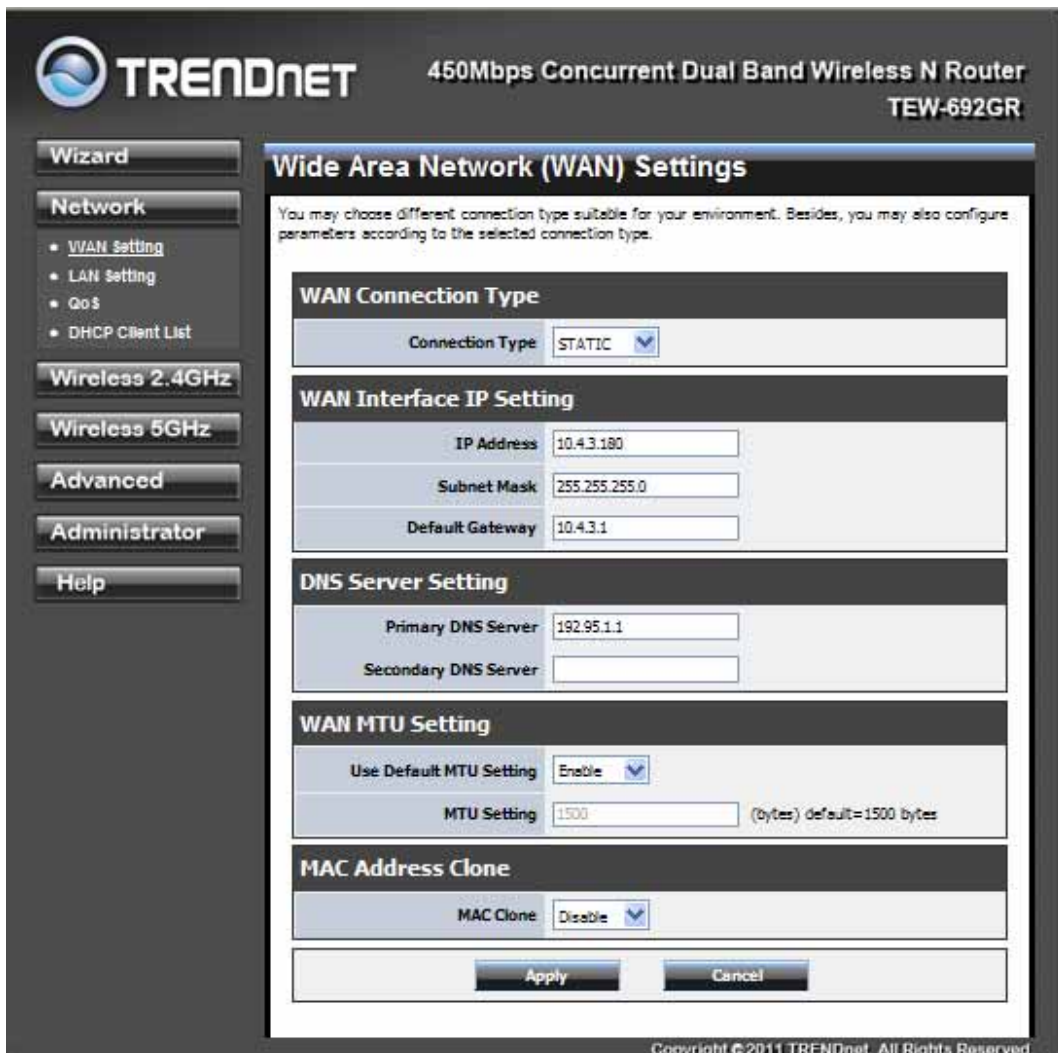 TRENDNET
450Mbps Concurrent Dual Band Wireless N Router
TEW-692GR
Wizard
Network
WAN Setting
LAN Setting
QoS
DHCP Client List
Wireless 2.4GHz
Wireless 5GHz
Advanced
Administrator
Help
Wide Area Network (WAN) Settings
You may choose different connection type suitable for your environment. Besides, you may also configure
parameters according to the selected connection type.
WAN Connection Type
Connection Type STATIC
WAN Interface IP Setting
IP Address 10.4.3.180
Subnet Mask 255.255.255.0
Default Gateway 10.4.3.1
DNS Server Setting
Primary DNS Server 192.95.1.1
Secondary DNS Server
WAN MTU Setting
Use Default MTU Setting Enable
MTU Setting 1500 (bytes) default=1500 bytes
MAC Address Clone
MAC Clone Disable
Apply Cancel
Copyright © 2011 TRENDnet. All Rights Reserved.